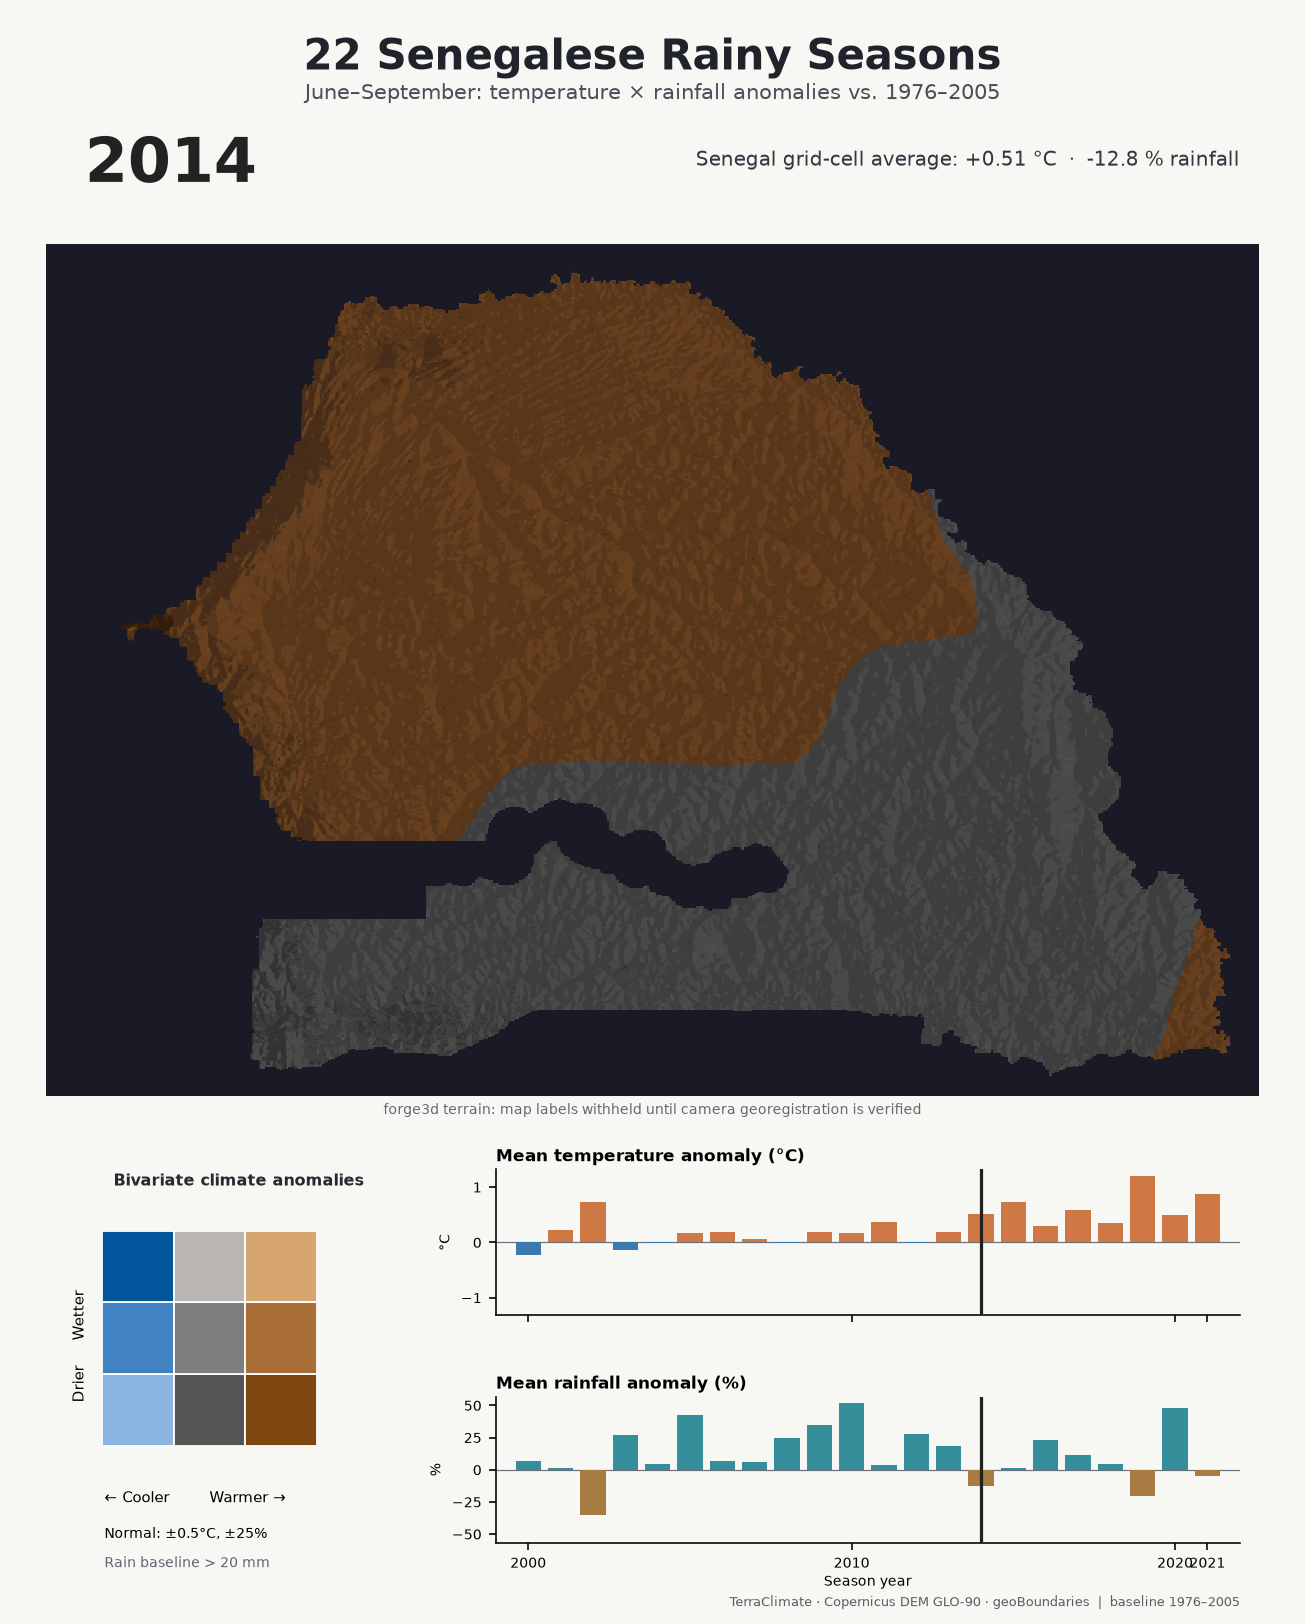 22 Senegalese Rainy Seasons
June–September: temperature × rainfall anomalies vs. 1976–2005
2014
Senegal grid-cell average: +0.51 °C · -12.8 % rainfall
forge3d terrain: map labels withheld until camera georegistration is verified
Bivariate climate anomalies
Wetter
Drier
← Cooler Warmer →
Normal: ±0.5°C, ±25%
Rain baseline > 20 mm
Mean temperature anomaly (°C)
°C
1
0
−1
Mean rainfall anomaly (%)
%
50
25
0
−25
−50
2000 2010 2020 2021
Season year
TerraClimate · Copernicus DEM GLO-90 · geoBoundaries | baseline 1976–2005